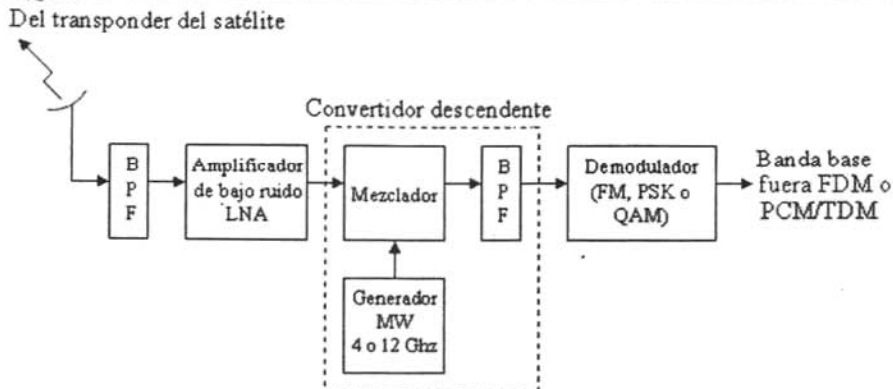 Del transponder del satélite
Convertidor descendente
B
P
F
Amplificador
de bajo ruido
LNA
Mezclador
B
P
F
Demodulador
(FM, PSK o
QAM)
Banda base
fuera FDM o
PCM/TDM
Generador
MW
4 o 12 Ghz